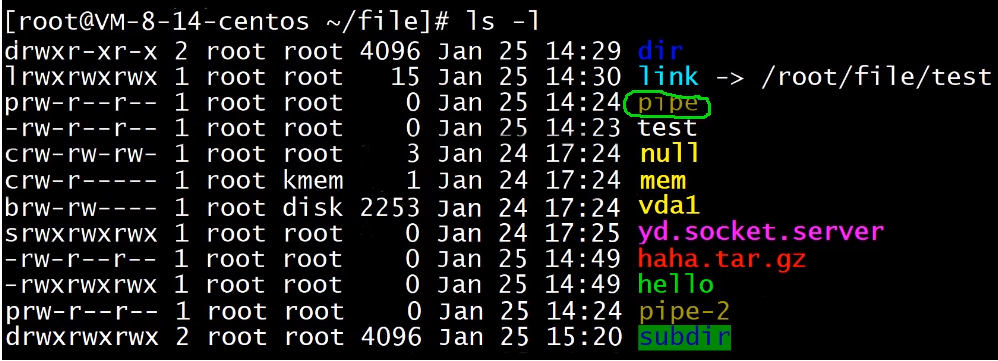 [root@VM-8-14-centos ~/file]# ls -l
drwxr-xr-x 2 root root 4096 Jan 25 14:29 dir
lrwxrwxrwx 1 root root 15 Jan 25 14:30 link -> /root/file/test
prw-r--r-- 1 root root 0 Jan 25 14:24 pipe
-rw-r--r-- 1 root root 0 Jan 25 14:23 test
crw-rw-rw- 1 root root 3 Jan 24 17:24 null
crw-r----- 1 root kmem 1 Jan 24 17:24 mem
brw-rw---- 1 root disk 2253 Jan 24 17:24 vda1
srwxrwxrwx 1 root root 0 Jan 24 17:25 yd.socket.server
-rw-r--r-- 1 root root 0 Jan 25 14:49 haha.tar.gz
-rwxrwxrwx 1 root root 0 Jan 25 14:49 hello
prw-r--r-- 1 root root 0 Jan 25 14:24 pipe-2
drwxrwxrwx 2 root root 4096 Jan 25 15:20 subdir